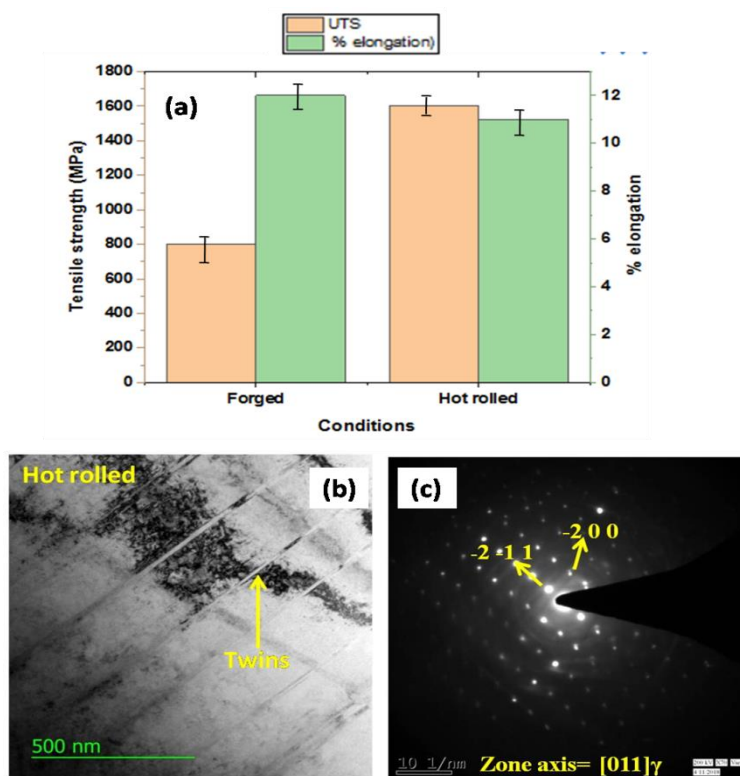 UTS
% elongation)
(a)
1800
1600
1400
1200
1000
800
600
400
200
0
Tensile strength (MPa)
12
10
8
6
4
2
0
% elongation
Forged
Hot rolled
Conditions
Hot rolled
(b)
Twins
500 nm
(c)
-2 0 0
-2 -1 1
10 1/nm
Zone axis= [011]γ